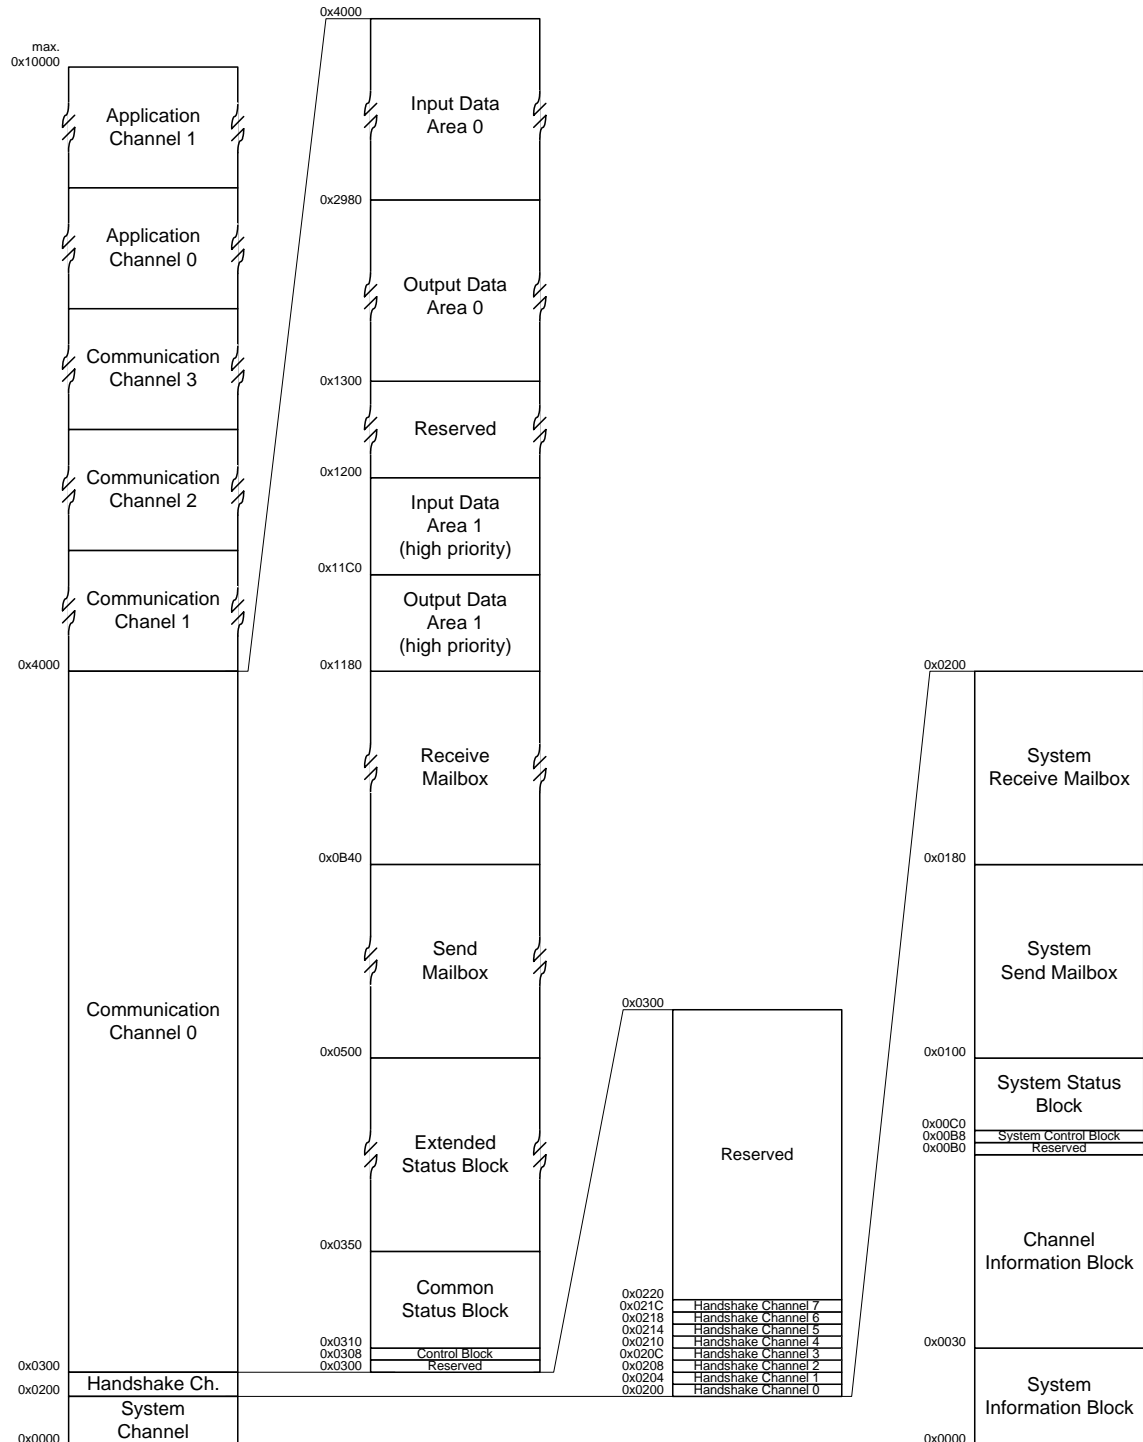 max.
0x10000
Application
Channel 1
Application
Channel 0
Communication
Channel 3
Communication
Channel 2
Communication
Chanel 1
0x4000
Communication
Channel 0
0x0300
Handshake Ch.
0x0200
System
Channel
0x0000
0x4000
Input Data
Area 0
0x2980
Output Data
Area 0
0x1300
Reserved
0x1200
Input Data
Area 1
(high priority)
0x11C0
Output Data
Area 1
(high priority)
0x1180
Receive
Mailbox
0x0B40
Send
Mailbox
0x0500
Extended
Status Block
0x0350
Common
Status Block
0x0310
0x0308 Control Block
0x0300 Reserved
0x0300
Reserved
0x0220
0x021C Handshake Channel 7
0x0218 Handshake Channel 6
0x0214 Handshake Channel 5
0x0210 Handshake Channel 4
0x020C Handshake Channel 3
0x0208 Handshake Channel 2
0x0204 Handshake Channel 1
0x0200 Handshake Channel 0
0x0200
System
Receive Mailbox
0x0180
System
Send Mailbox
0x0100
System Status
Block
0x00C0
0x00B8 System Control Block
0x00B0 Reserved
Channel
Information Block
0x0030
System
Information Block
0x0000